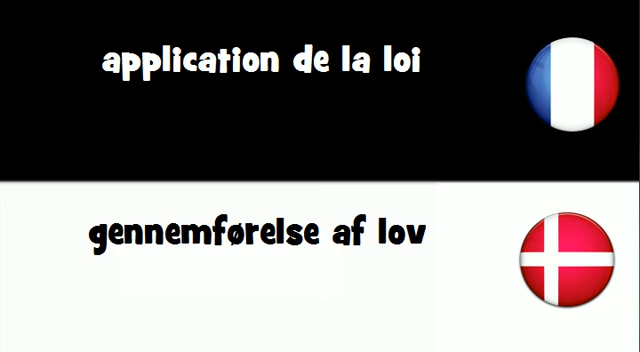 application de la loi
gennemførelse af lov